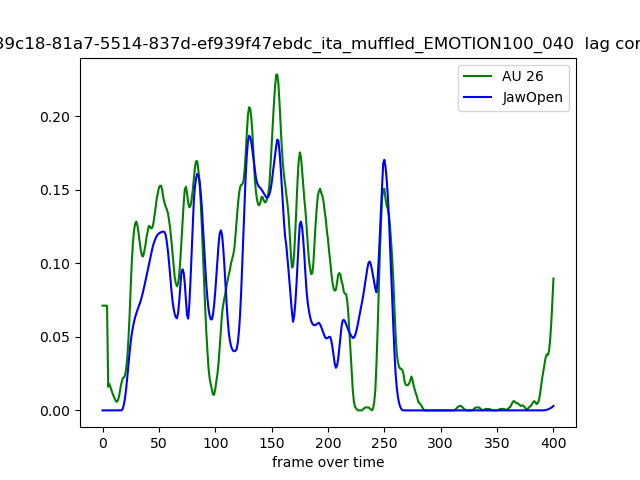 39c18-81a7-5514-837d-ef939f47ebdc_ita_muffled_EMOTION100_040 lag cor
AU 26
JawOpen
0.20
0.15
0.10
0.05
0.00
0 50 100 150 200 250 300 350 400
frame over time